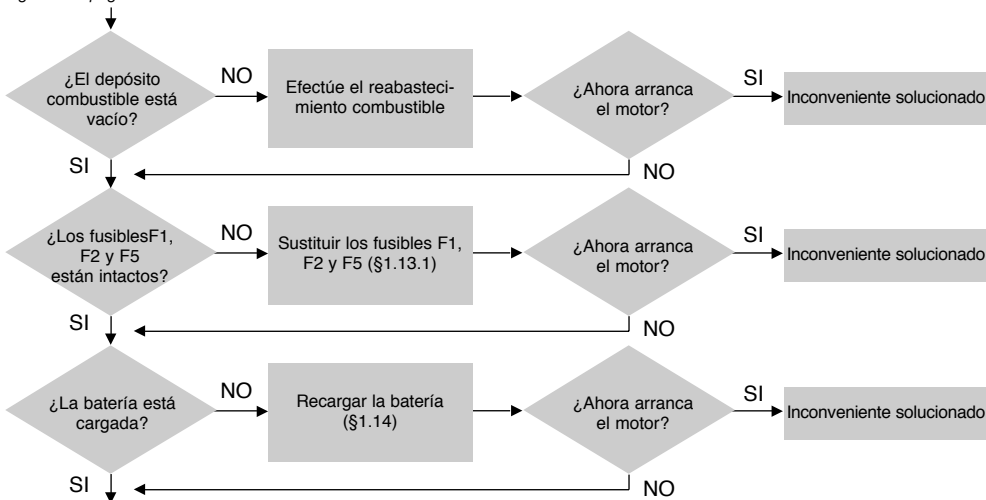 ¿El depósito
combustible está
vacío?
NO
Efectúe el reabasteci-
miento combustible
¿Ahora arranca
el motor?
SI
Inconveniente solucionado
SI
NO
¿Los fusiblesF1,
F2 y F5
están intactos?
NO
Sustituir los fusibles F1,
F2 y F5 (§1.13.1)
¿Ahora arranca
el motor?
SI
Inconveniente solucionado
SI
NO
¿La batería está
cargada?
NO
Recargar la batería
(§1.14)
¿Ahora arranca
el motor?
SI
Inconveniente solucionado
SI
NO